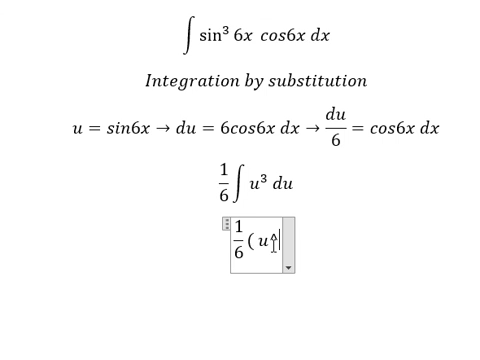 ∫ sin³ 6x cos6x dx
Integration by substitution
u = sin6x → du = 6cos6x dx → du/6 = cos6x dx
1/6 ∫ u³ du
1/6 ( u^